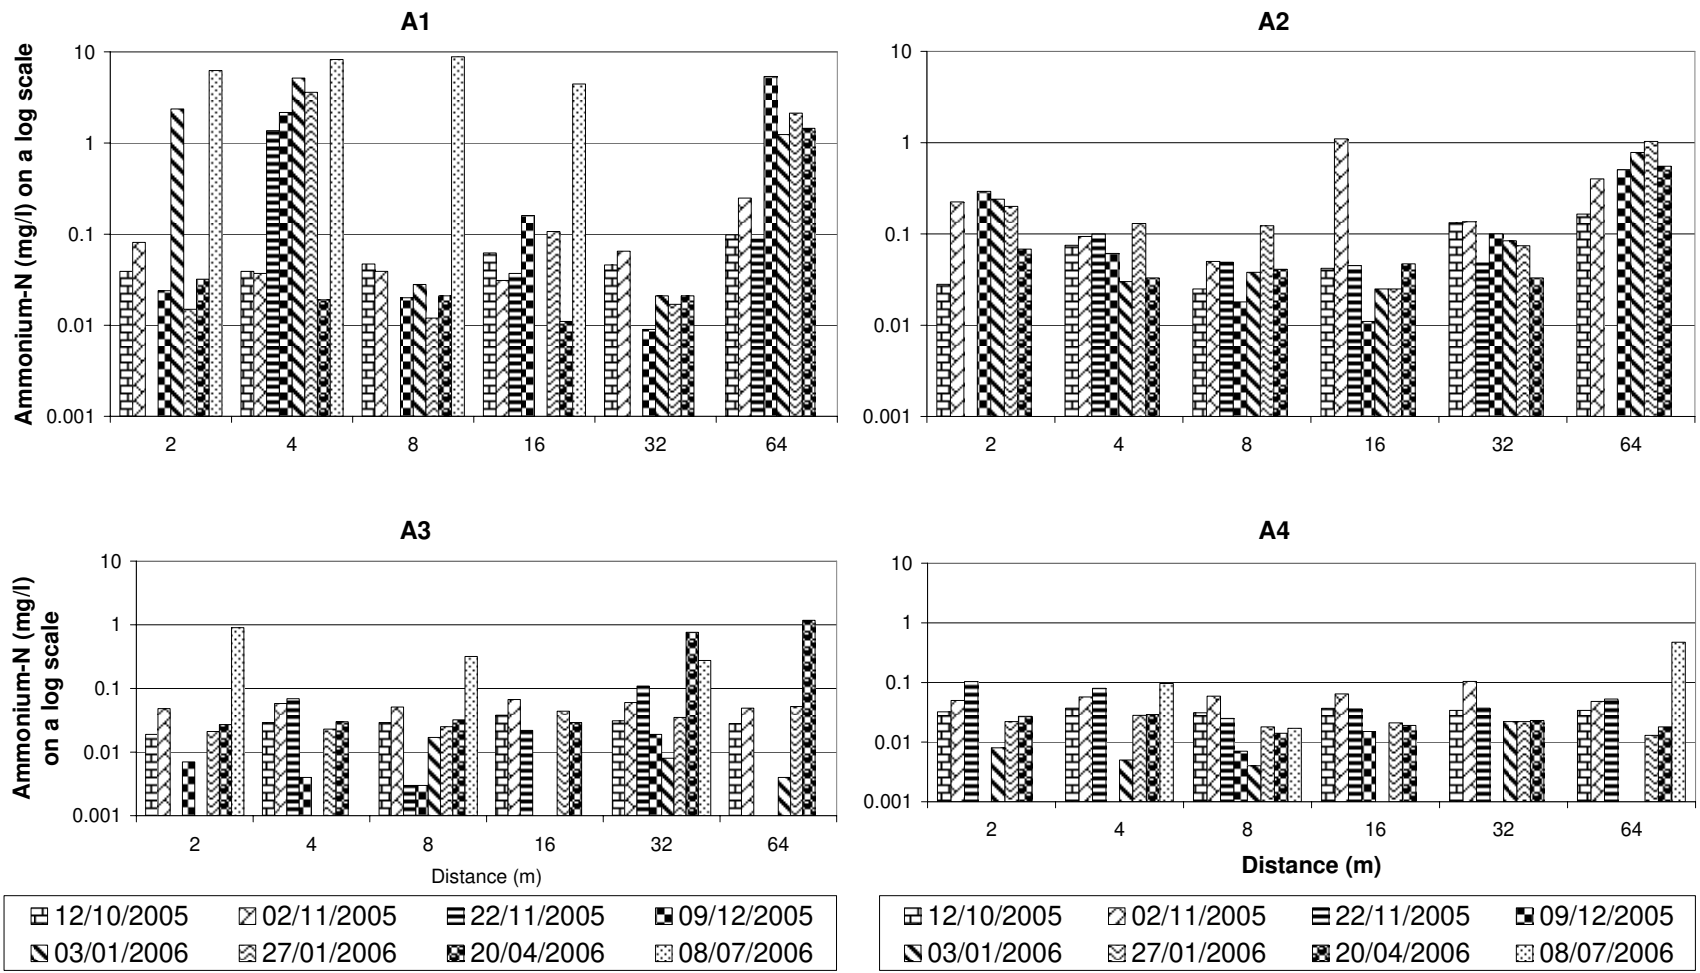 A1
Ammonium-N (mg/l) on a log scale
10
1
0.1
0.01
0.001
2 4 8 16 32 64
A2
10
1
0.1
0.01
0.001
2 4 8 16 32 64
A3
Ammonium-N (mg/l)
on a log scale
10
1
0.1
0.01
0.001
2 4 8 16 32 64
Distance (m)
A4
10
1
0.1
0.01
0.001
2 4 8 16 32 64
Distance (m)
12/10/2005 02/11/2005 22/11/2005 09/12/2005
03/01/2006 27/01/2006 20/04/2006 08/07/2006
12/10/2005 02/11/2005 22/11/2005 09/12/2005
03/01/2006 27/01/2006 20/04/2006 08/07/2006